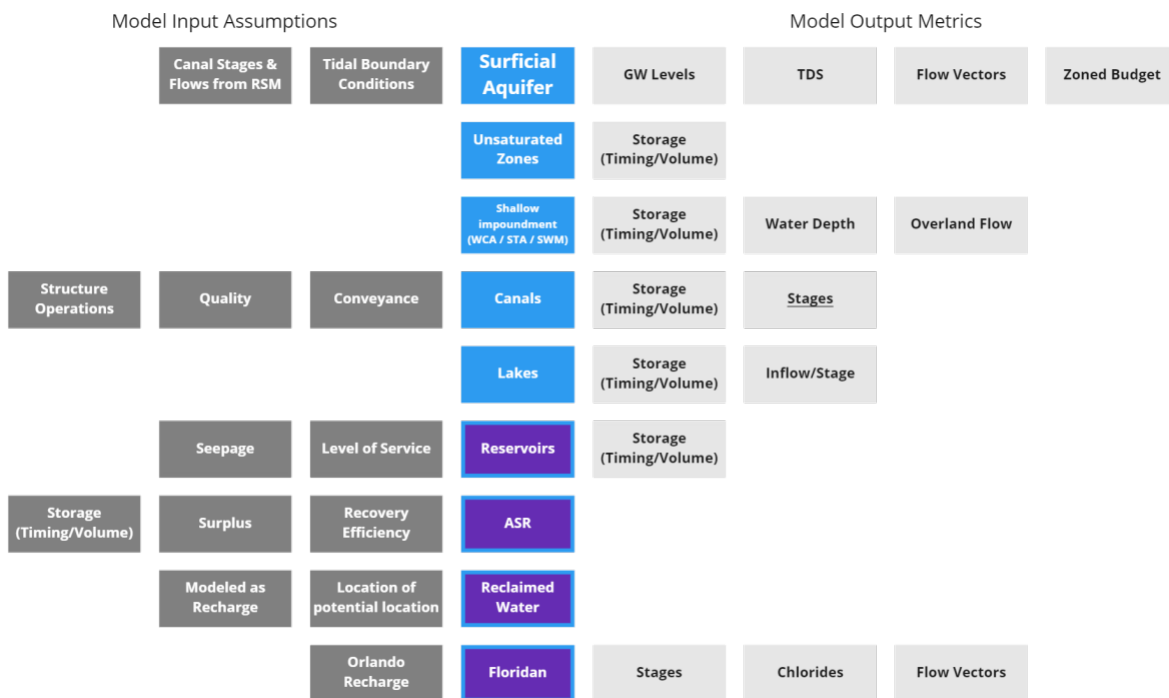 Model Input Assumptions
Model Output Metrics
Canal Stages &
Flows from RSM
Tidal Boundary
Conditions
Surficial
Aquifer
GW Levels
TDS
Flow Vectors
Zoned Budget
Unsaturated
Zones
Storage
(Timing/Volume)
Shallow
impoundment
(WCA / STA / SWM)
Storage
(Timing/Volume)
Water Depth
Overland Flow
Structure
Operations
Quality
Conveyance
Canals
Storage
(Timing/Volume)
Stages
Lakes
Storage
(Timing/Volume)
Inflow/Stage
Seepage
Level of Service
Reservoirs
Storage
(Timing/Volume)
Storage
(Timing/Volume)
Surplus
Recovery
Efficiency
ASR
Modeled as
Recharge
Location of
potential location
Reclaimed
Water
Orlando
Recharge
Floridan
Stages
Chlorides
Flow Vectors